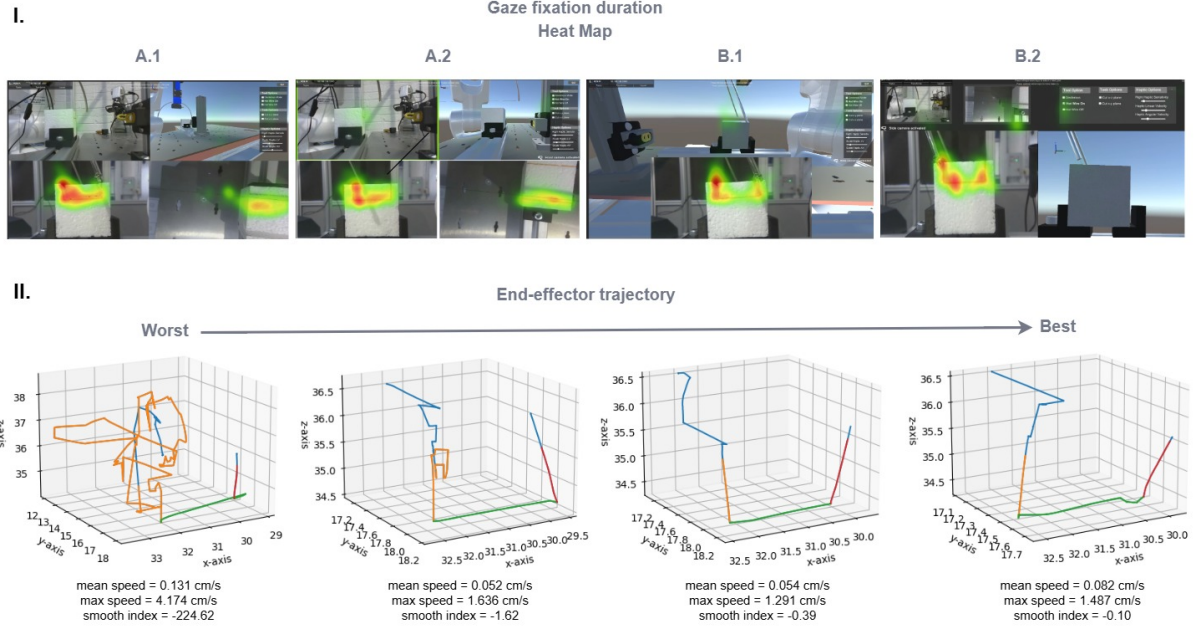 I.
Gaze fixation duration
Heat Map
A.1 A.2 B.1 B.2
Side camera activated
II.
End-effector trajectory
Worst Best
38
37
36
35
z-axis
12 13 14 15 16 17 18
y-axis
33 32 31 30 29
x-axis
mean speed = 0.131 cm/s
max speed = 4.174 cm/s
smooth index = -224.62
36.5
36.0
35.5
35.0
34.5
z-axis
17.2 17.4 17.6 17.8 18.0 18.2
y-axis
32.5 32.0 31.5 31.0 30.5 30.0 29.5
x-axis
mean speed = 0.052 cm/s
max speed = 1.636 cm/s
smooth index = -1.62
36.5
36.0
35.5
35.0
34.5
z-axis
17.2 17.4 17.6 17.8 18.0 18.2
y-axis
32.5 32.0 31.5 31.0 30.5 30.0
x-axis
mean speed = 0.054 cm/s
max speed = 1.291 cm/s
smooth index = -0.39
36.5
36.0
35.5
35.0
34.5
z-axis
17.1 17.2 17.3 17.4 17.5 17.6 17.7
y-axis
32.5 32.0 31.5 31.0 30.5 30.0
x-axis
mean speed = 0.082 cm/s
max speed = 1.487 cm/s
smooth index = -0.10